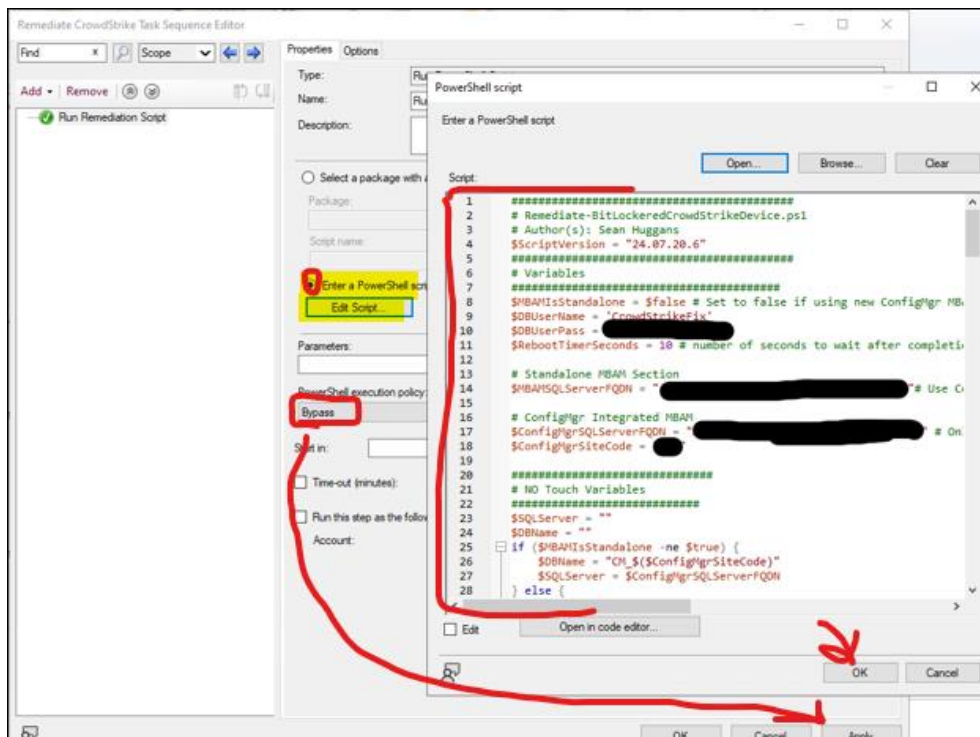 Remediate CrowdStrike Task Sequence Editor
Find x
Scope
Add
Remove
Run Remediation Script
Properties
Options
Type:
Name:
Description:
Select a package with
Package:
Script name:
Enter a PowerShell scri
Edit Script...
Parameters:
PowerShell execution policy:
Bypass
Start in:
Time-out (minutes):
Run this step as the follow
Account:
OK
Cancel
Apply
PowerShell script
Enter a PowerShell script
Open...
Browse...
Clear
Script:
1 ##########################################
2 # Remediate-BitLockeredCrowdStrikeDevice.ps1
3 # Author(s): Sean Huggans
4 $ScriptVersion = "24.07.20.6"
5 ##########################################
6 # Variables
7 ########################################
8 $MBAMIsStandalone = $false # Set to false if using new ConfigMgr MB
9 $DBUserName = 'CrowdStrikeFix'
10 $DBUserPass =
11 $RebootTimerSeconds = 10 # number of seconds to wait after completi
12
13 # Standalone MBAM Section
14 $MBAMSQLServerFQDN = " "# Use C
15
16 # ConfigMgr Integrated MBAM
17 $ConfigMgrSQLServerFQDN = " " # On
18 $ConfigMgrSiteCode =
19
20 ##############################
21 # NO Touch Variables
22 ############################
23 $SQLServer = ""
24 $DBName = ""
25 if ($MBAMIsStandalone -ne $true) {
26 $DBName = "CM_$($ConfigMgrSiteCode)"
27 $SQLServer = $ConfigMgrSQLServerFQDN
28 } else {
Edit
Open in code editor...
OK
Cancel